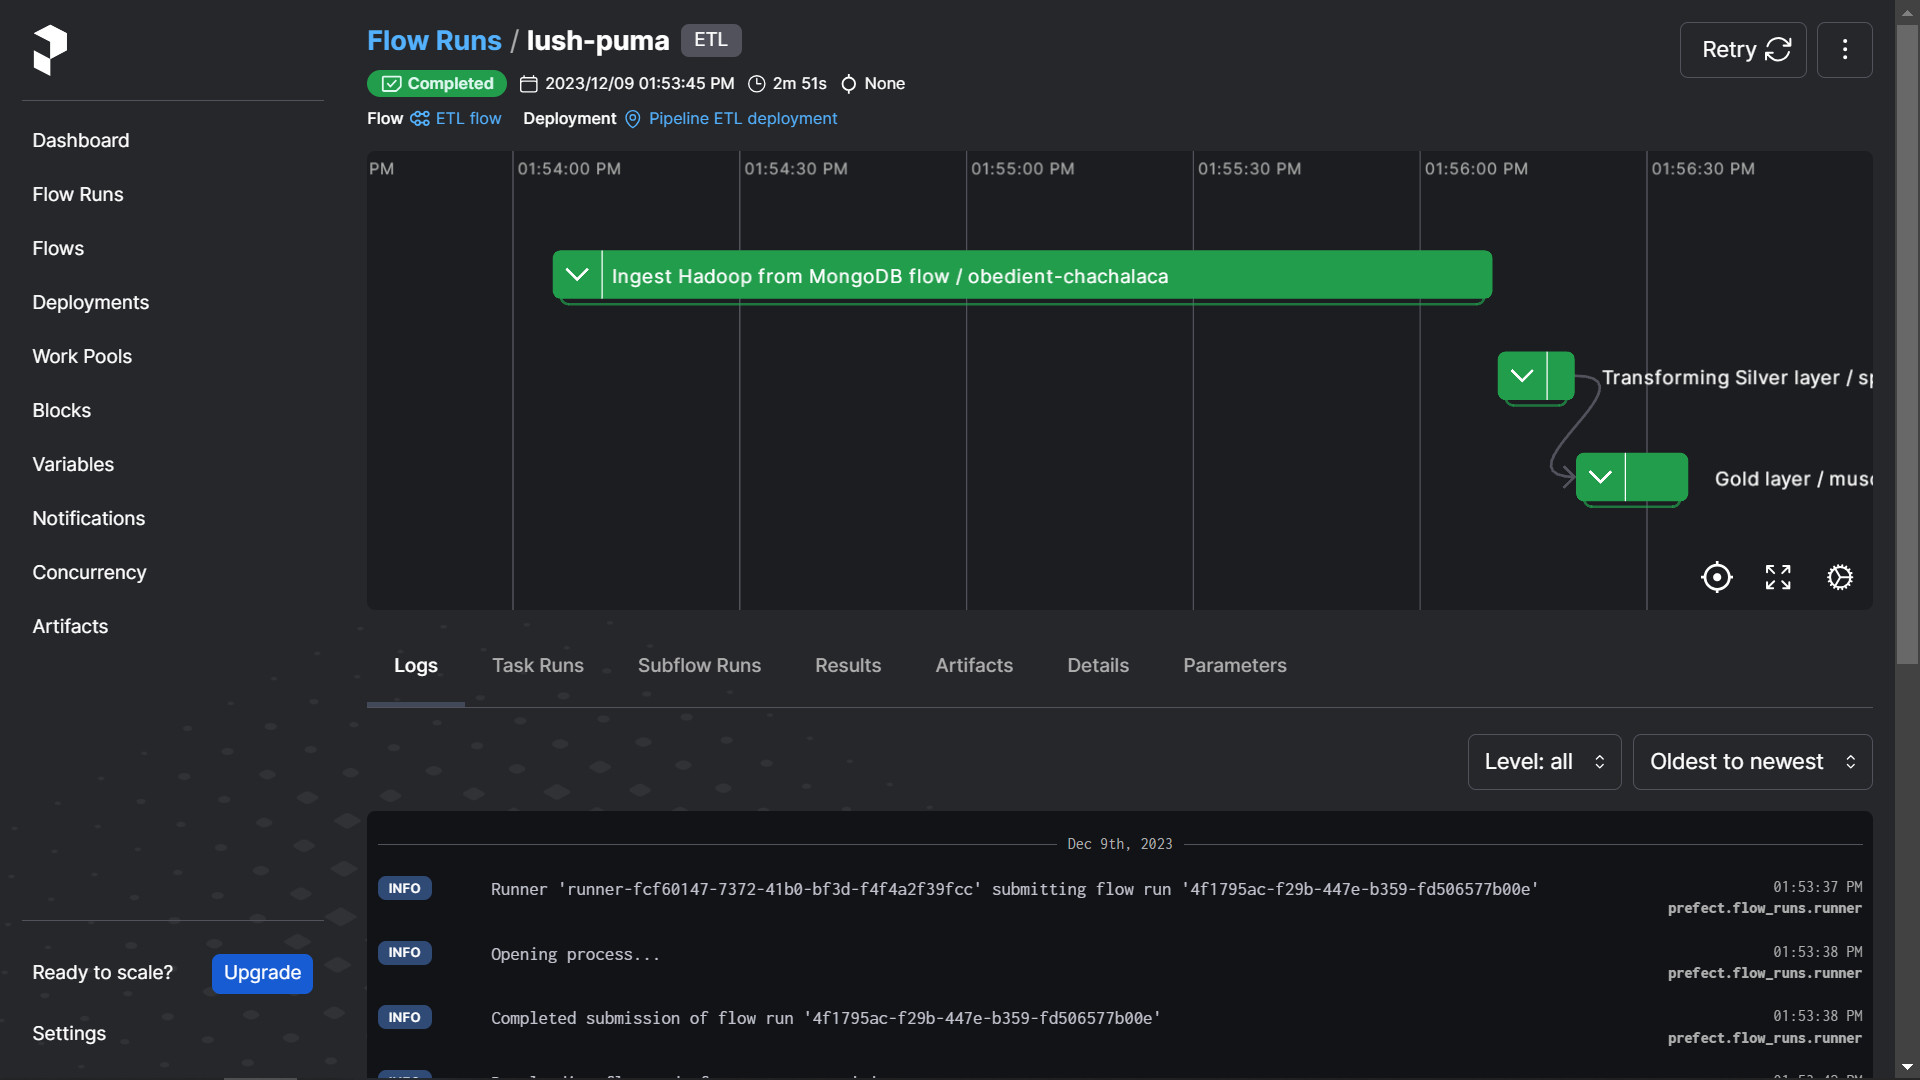 Flow Runs / lush-puma ETL
Retry
Completed 2023/12/09 01:53:45 PM 2m 51s None
Flow ETL flow Deployment Pipeline ETL deployment
Dashboard
Flow Runs
Flows
Deployments
Work Pools
Blocks
Variables
Notifications
Concurrency
Artifacts
Ready to scale? Upgrade
Settings
PM 01:54:00 PM 01:54:30 PM 01:55:00 PM 01:55:30 PM 01:56:00 PM 01:56:30 PM
Ingest Hadoop from MongoDB flow / obedient-chachalaca
Transforming Silver layer / sp
Gold layer / musc
Logs Task Runs Subflow Runs Results Artifacts Details Parameters
Level: all Oldest to newest
Dec 9th, 2023
INFO Runner 'runner-fcf60147-7372-41b0-bf3d-f4f4a2f39fcc' submitting flow run '4f1795ac-f29b-447e-b359-fd506577b00e' 01:53:37 PM
prefect.flow_runs.runner
INFO Opening process... 01:53:38 PM
prefect.flow_runs.runner
INFO Completed submission of flow run '4f1795ac-f29b-447e-b359-fd506577b00e' 01:53:38 PM
prefect.flow_runs.runner